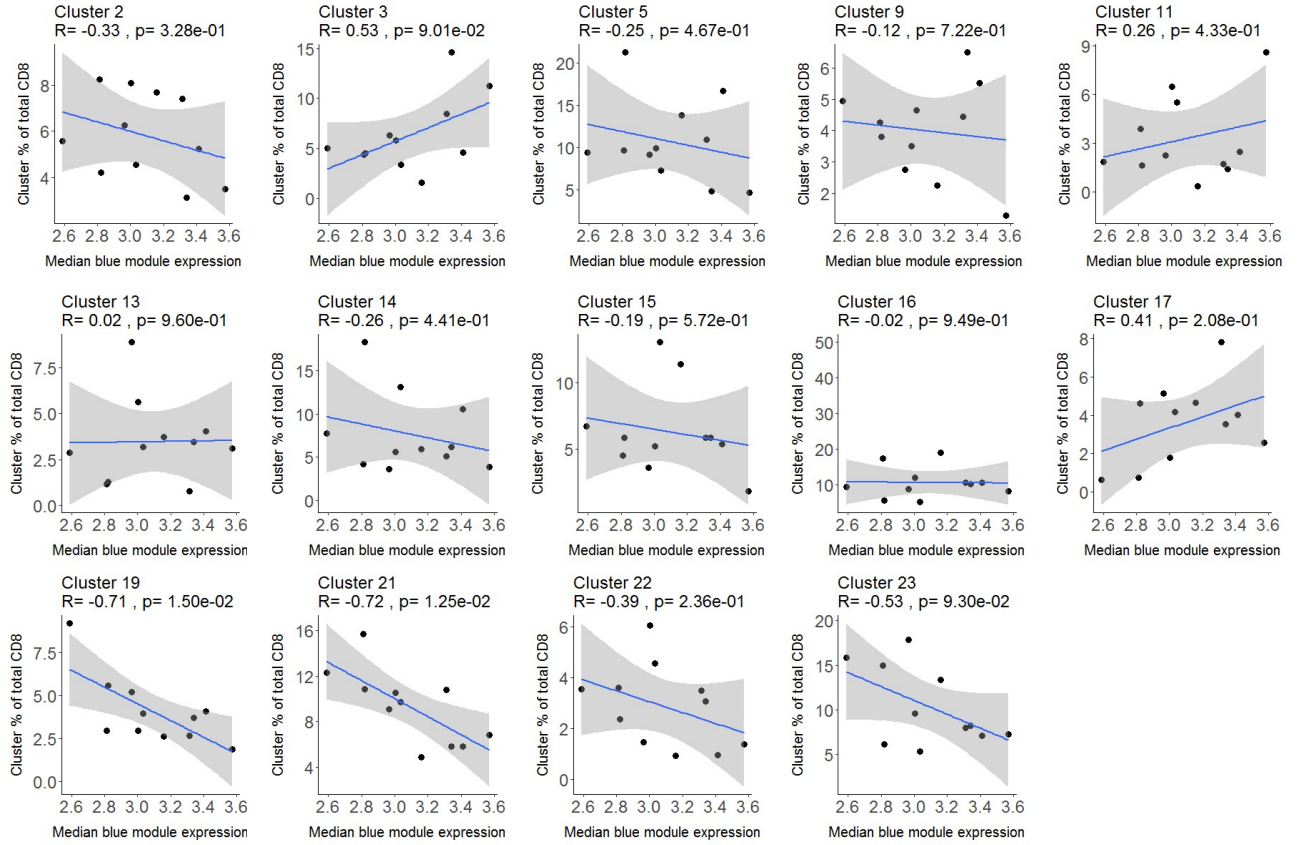 Cluster 2
R= -0.33 , p= 3.28e-01
Cluster % of total CD8
8
6
4
2.6 2.8 3.0 3.2 3.4 3.6
Median blue module expression
Cluster 3
R= 0.53 , p= 9.01e-02
Cluster % of total CD8
15
10
5
0
2.6 2.8 3.0 3.2 3.4 3.6
Median blue module expression
Cluster 5
R= -0.25 , p= 4.67e-01
Cluster % of total CD8
20
15
10
5
2.6 2.8 3.0 3.2 3.4 3.6
Median blue module expression
Cluster 9
R= -0.12 , p= 7.22e-01
Cluster % of total CD8
6
5
4
3
2
2.6 2.8 3.0 3.2 3.4 3.6
Median blue module expression
Cluster 11
R= 0.26 , p= 4.33e-01
Cluster % of total CD8
9
6
3
0
2.6 2.8 3.0 3.2 3.4 3.6
Median blue module expression
Cluster 13
R= 0.02 , p= 9.60e-01
Cluster % of total CD8
7.5
5.0
2.5
0.0
2.6 2.8 3.0 3.2 3.4 3.6
Median blue module expression
Cluster 14
R= -0.26 , p= 4.41e-01
Cluster % of total CD8
15
10
5
0
2.6 2.8 3.0 3.2 3.4 3.6
Median blue module expression
Cluster 15
R= -0.19 , p= 5.72e-01
Cluster % of total CD8
10
5
2.6 2.8 3.0 3.2 3.4 3.6
Median blue module expression
Cluster 16
R= -0.02 , p= 9.49e-01
Cluster % of total CD8
50
40
30
20
10
2.6 2.8 3.0 3.2 3.4 3.6
Median blue module expression
Cluster 17
R= 0.41 , p= 2.08e-01
Cluster % of total CD8
8
6
4
2
0
2.6 2.8 3.0 3.2 3.4 3.6
Median blue module expression
Cluster 19
R= -0.71 , p= 1.50e-02
Cluster % of total CD8
7.5
5.0
2.5
0.0
2.6 2.8 3.0 3.2 3.4 3.6
Median blue module expression
Cluster 21
R= -0.72 , p= 1.25e-02
Cluster % of total CD8
16
12
8
4
2.6 2.8 3.0 3.2 3.4 3.6
Median blue module expression
Cluster 22
R= -0.39 , p= 2.36e-01
Cluster % of total CD8
6
4
2
0
2.6 2.8 3.0 3.2 3.4 3.6
Median blue module expression
Cluster 23
R= -0.53 , p= 9.30e-02
Cluster % of total CD8
20
15
10
5
2.6 2.8 3.0 3.2 3.4 3.6
Median blue module expression